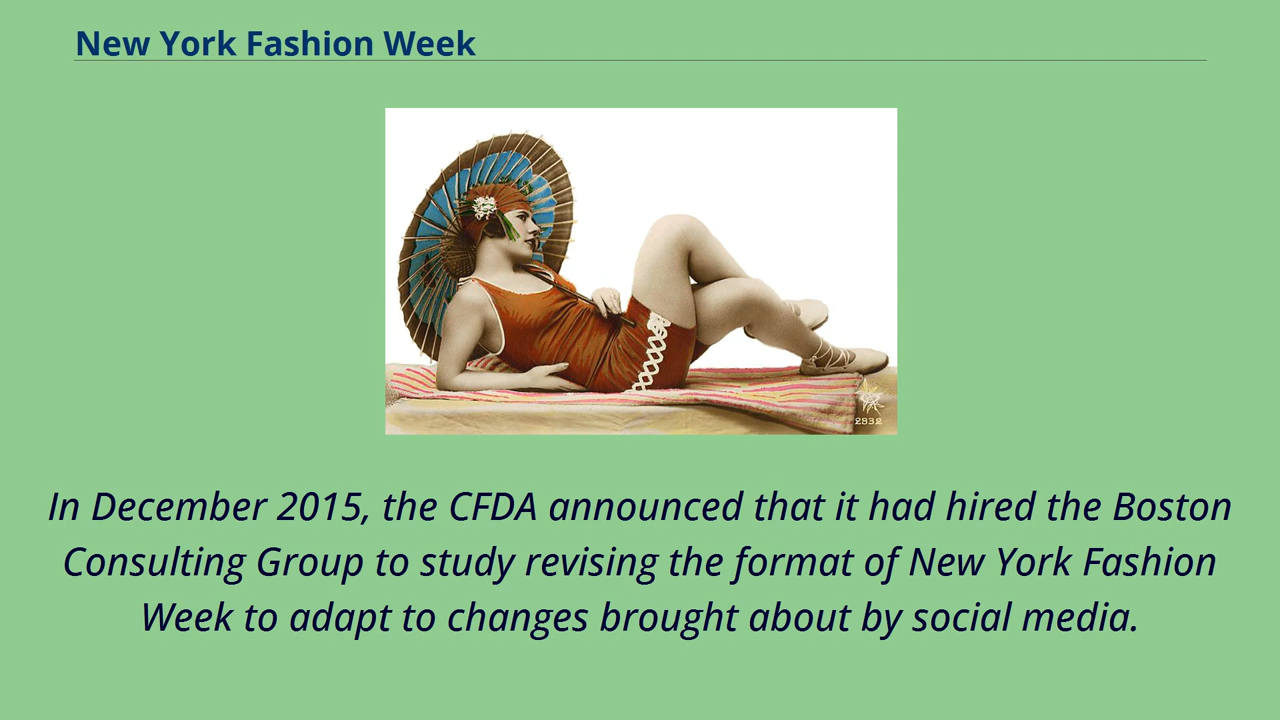 New York Fashion Week
2932
In December 2015, the CFDA announced that it had hired the Boston
Consulting Group to study revising the format of New York Fashion
Week to adapt to changes brought about by social media.